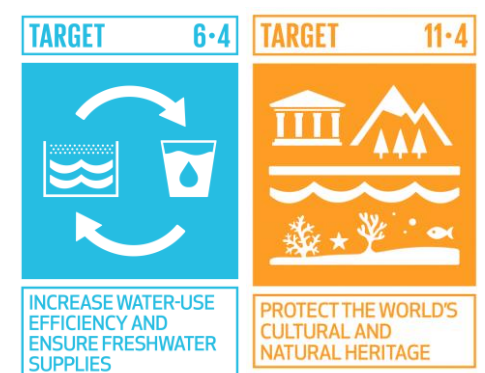 TARGET 6·4
INCREASE WATER-USE
EFFICIENCY AND
ENSURE FRESHWATER
SUPPLIES
TARGET 11·4
PROTECT THE WORLD'S
CULTURAL AND
NATURAL HERITAGE